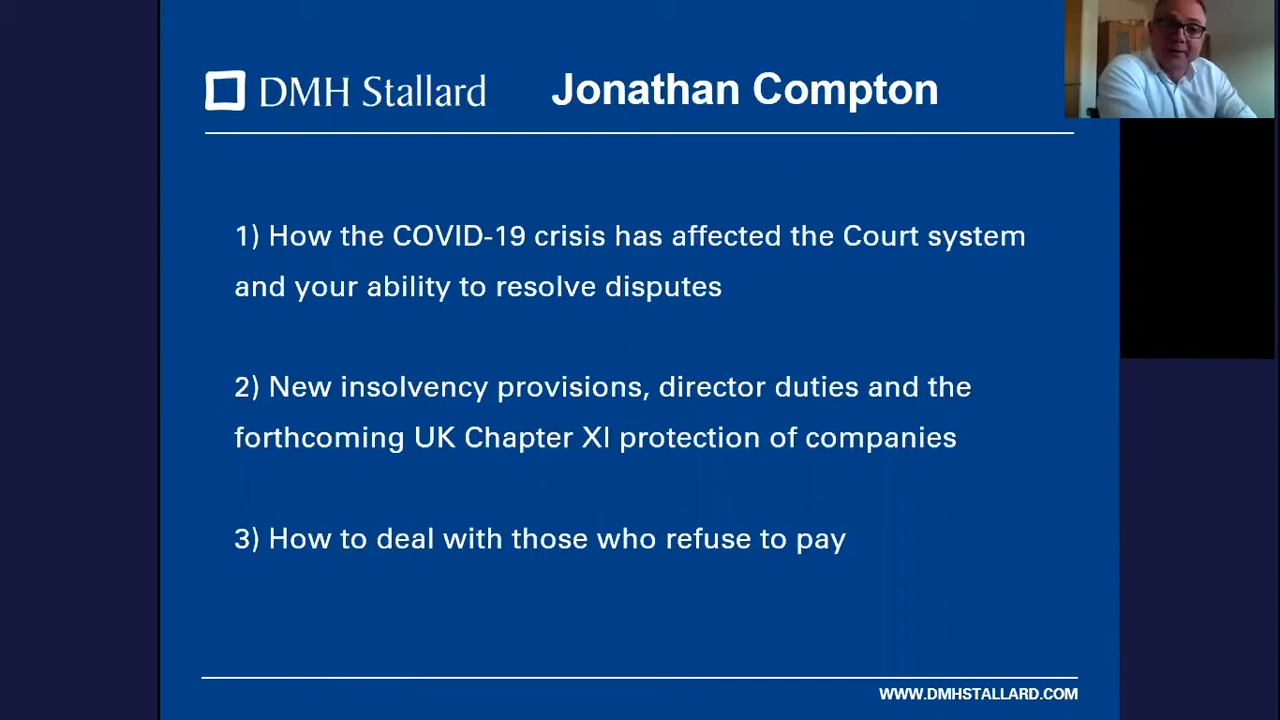 DMH Stallard Jonathan Compton
1) How the COVID-19 crisis has affected the Court system
and your ability to resolve disputes
2) New insolvency provisions, director duties and the
forthcoming UK Chapter XI protection of companies
3) How to deal with those who refuse to pay
WWW.DMHSTALLARD.COM